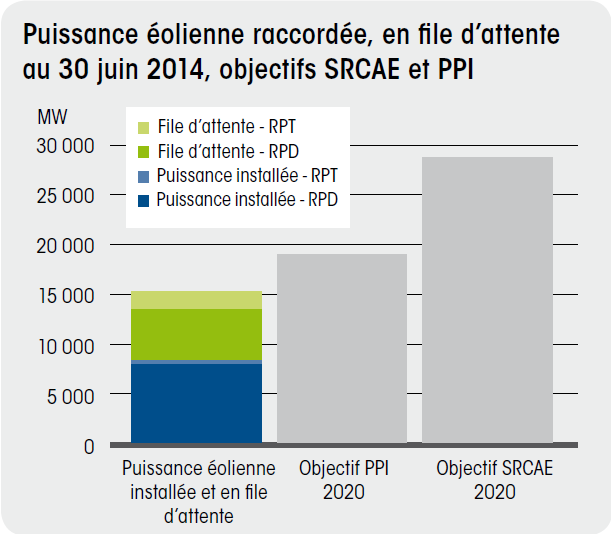 Puissance éolienne raccordée, en file d'attente
au 30 juin 2014, objectifs SRCAE et PPI
MW
File d'attente - RPT
File d'attente - RPD
Puissance installée - RPT
Puissance installée - RPD
30 000
25 000
20 000
15 000
10 000
5 000
0
Puissance éolienne
installée et en file
d'attente
Objectif PPI
2020
Objectif SRCAE
2020